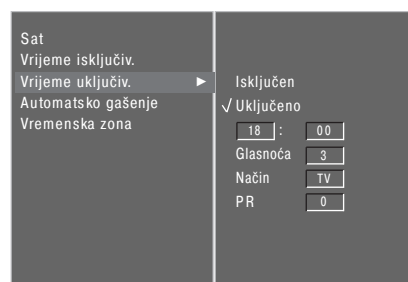 Sat
Vrijeme isključiv.
Vrijeme uključiv. ►
Automatsko gašenje
Vremenska zona
Isključen
√ Uključeno
18 : 00
Glasnoća 3
Način TV
PR 0